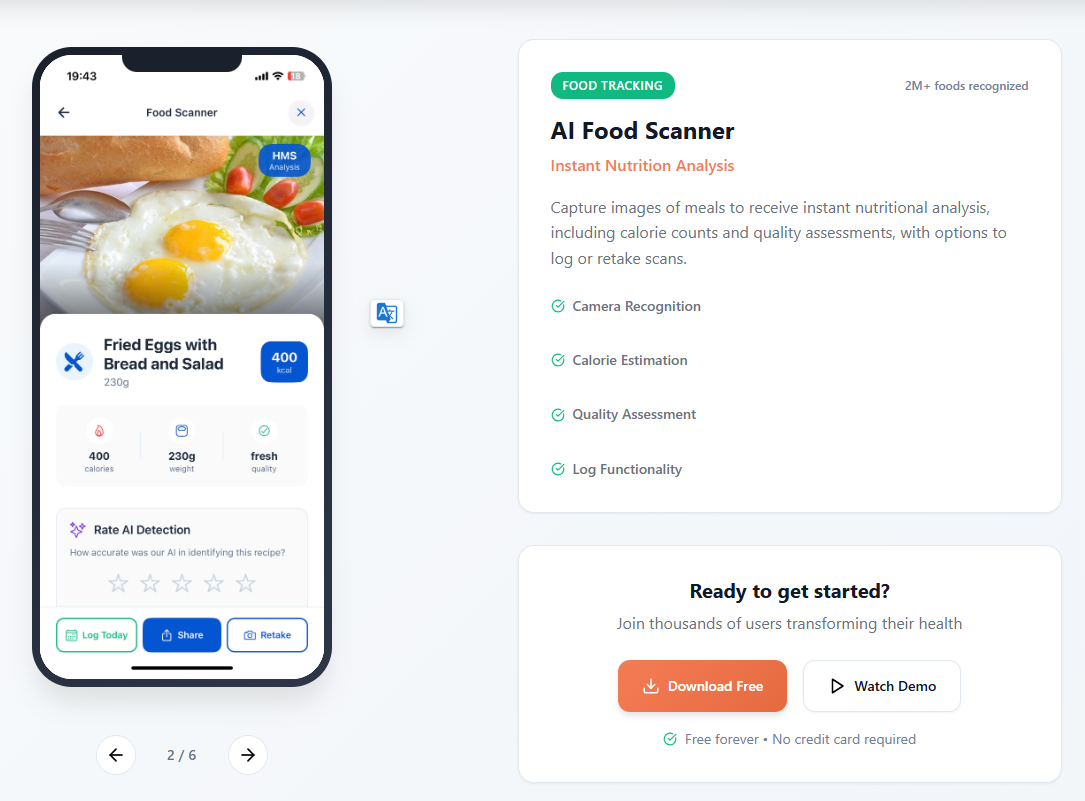 19:43
18
Food Scanner
HMS
Analysis
Fried Eggs with
Bread and Salad
230g
400
kcal
400
calories
230g
weight
fresh
quality
Rate AI Detection
How accurate was our AI in identifying this recipe?
Log Today
Share
Retake
2 / 6
FOOD TRACKING
2M+ foods recognized
AI Food Scanner
Instant Nutrition Analysis
Capture images of meals to receive instant nutritional analysis,
including calorie counts and quality assessments, with options to
log or retake scans.
Camera Recognition
Calorie Estimation
Quality Assessment
Log Functionality
Ready to get started?
Join thousands of users transforming their health
Download Free
Watch Demo
Free forever • No credit card required